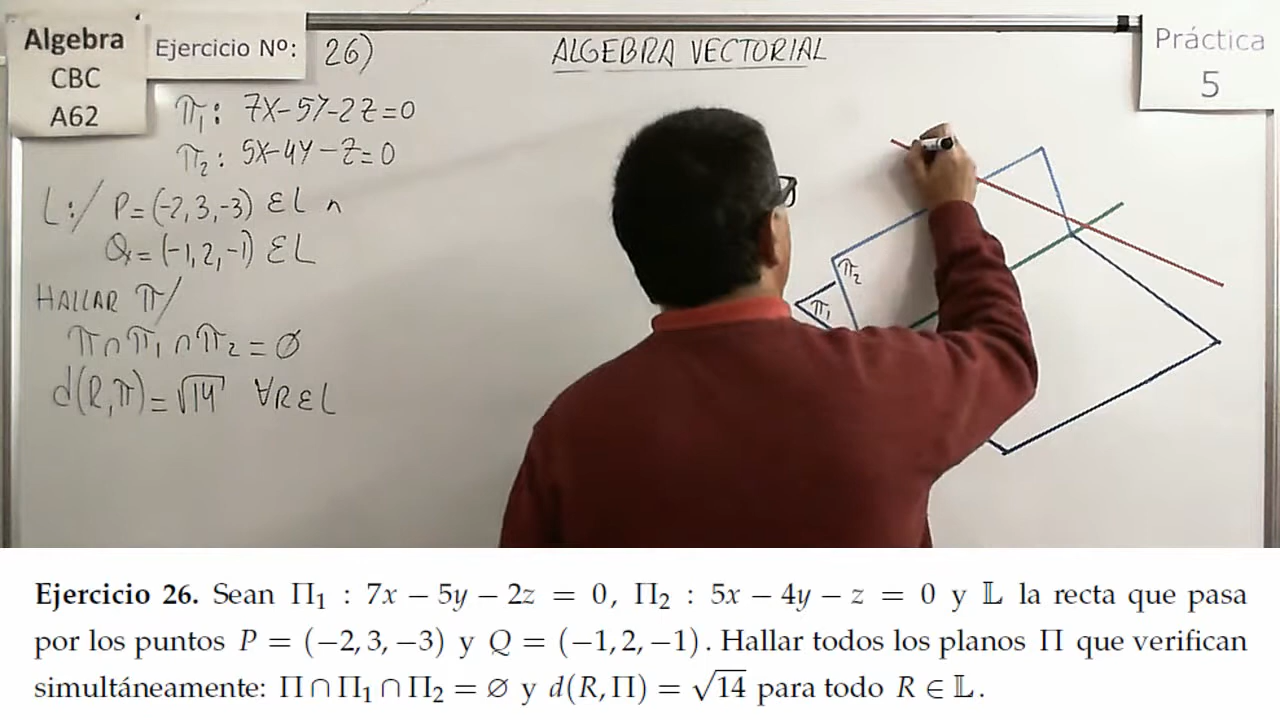 Algebra
CBC
A62
Ejercicio Nº: 26)
ALGEBRA VECTORIAL
Práctica
5
π₁: 7X-5Y-2Z=0
π₂: 5X-4Y-Z=0
L:/ P=(-2,3,-3) ∈ L ∧
Q=(-1,2,-1) ∈ L
HALLAR π/
π∩π₁∩π₂=∅
d(R,π)=√14 ∀R∈L
π₂
π₁
Ejercicio 26. Sean Π₁ : 7x − 5y − 2z = 0, Π₂ : 5x − 4y − z = 0 y 𝕃 la recta que pasa
por los puntos P = (−2, 3, −3) y Q = (−1, 2, −1). Hallar todos los planos Π que verifican
simultáneamente: Π ∩ Π₁ ∩ Π₂ = ∅ y d(R, Π) = √14 para todo R ∈ 𝕃.